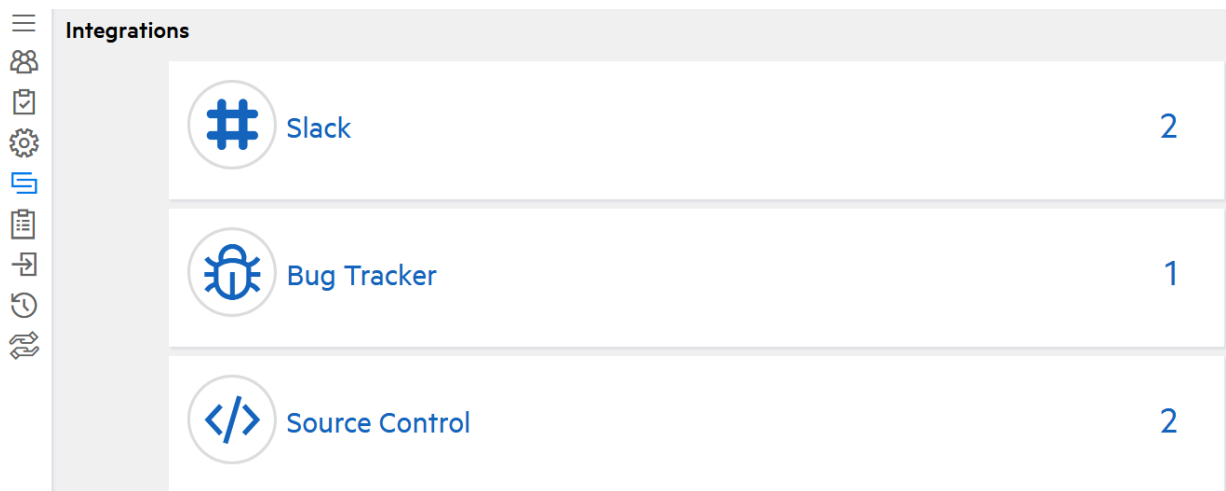 Integrations
Slack 2
Bug Tracker 1
Source Control 2